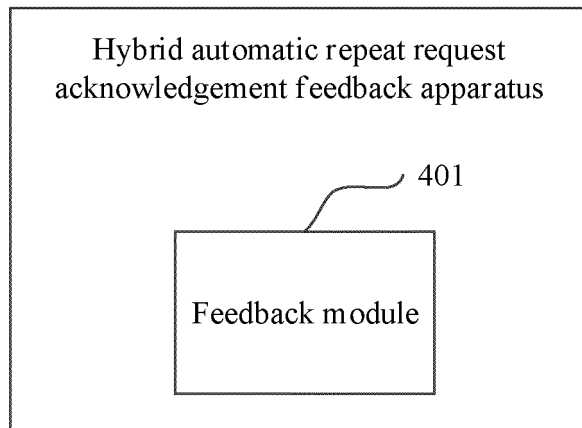 Hybrid automatic repeat request
acknowledgement feedback apparatus
401
Feedback module